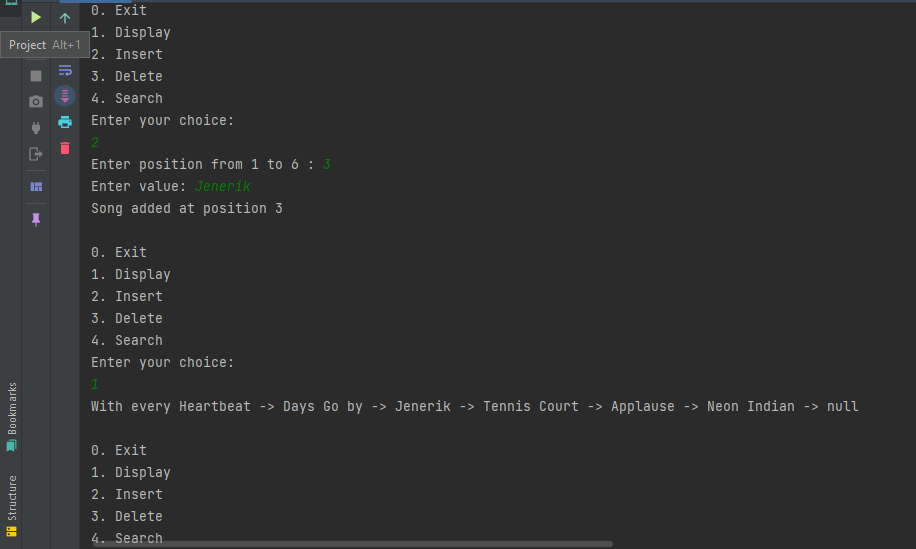 0. Exit
1. Display
Project Alt+1
2. Insert
3. Delete
4. Search
Enter your choice:
2
Enter position from 1 to 6 : 3
Enter value: Jenerik
Song added at position 3
0. Exit
1. Display
2. Insert
3. Delete
4. Search
Enter your choice:
1
With every Heartbeat -> Days Go by -> Jenerik -> Tennis Court -> Applause -> Neon Indian -> null
0. Exit
1. Display
2. Insert
3. Delete
4. Search
Bookmarks
Structure